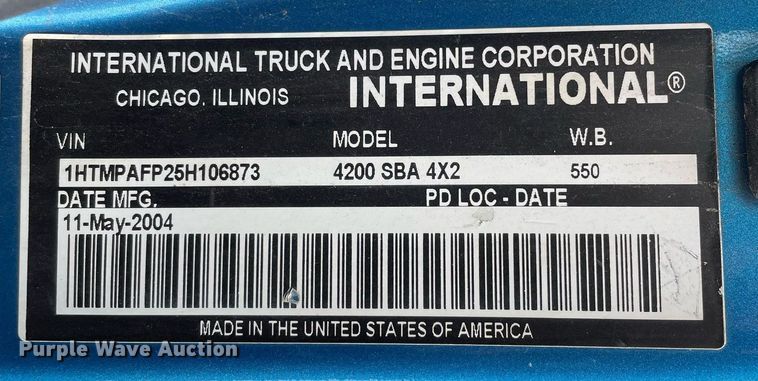 INTERNATIONAL TRUCK AND ENGINE CORPORATION
CHICAGO, ILLINOIS INTERNATIONAL®
VIN MODEL W.B.
1HTMPAFP25H106873 4200 SBA 4X2 550
DATE MFG. PD LOC - DATE
11-May-2004
MADE IN THE UNITED STATES OF AMERICA
Purple Wave Auction